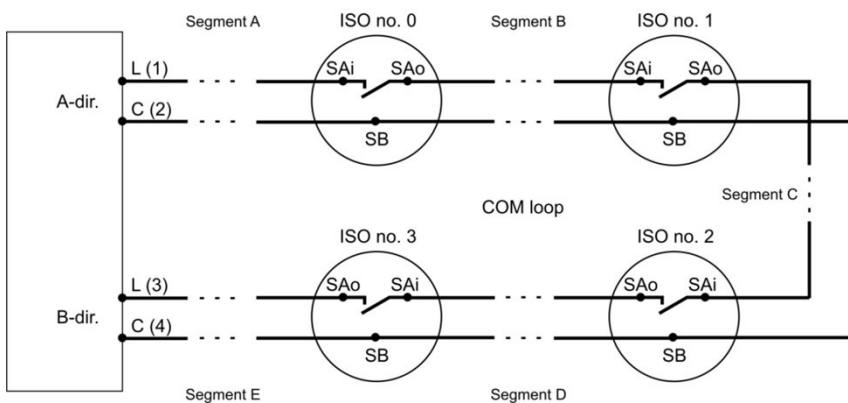 Segment A
ISO no. 0
Segment B
ISO no. 1
L (1)
SAi
SAo
SAi
SAo
A-dir.
C (2)
SB
SB
Segment C
COM loop
ISO no. 3
ISO no. 2
L (3)
SAo
SAi
SAo
SAi
B-dir.
C (4)
SB
SB
Segment E
Segment D